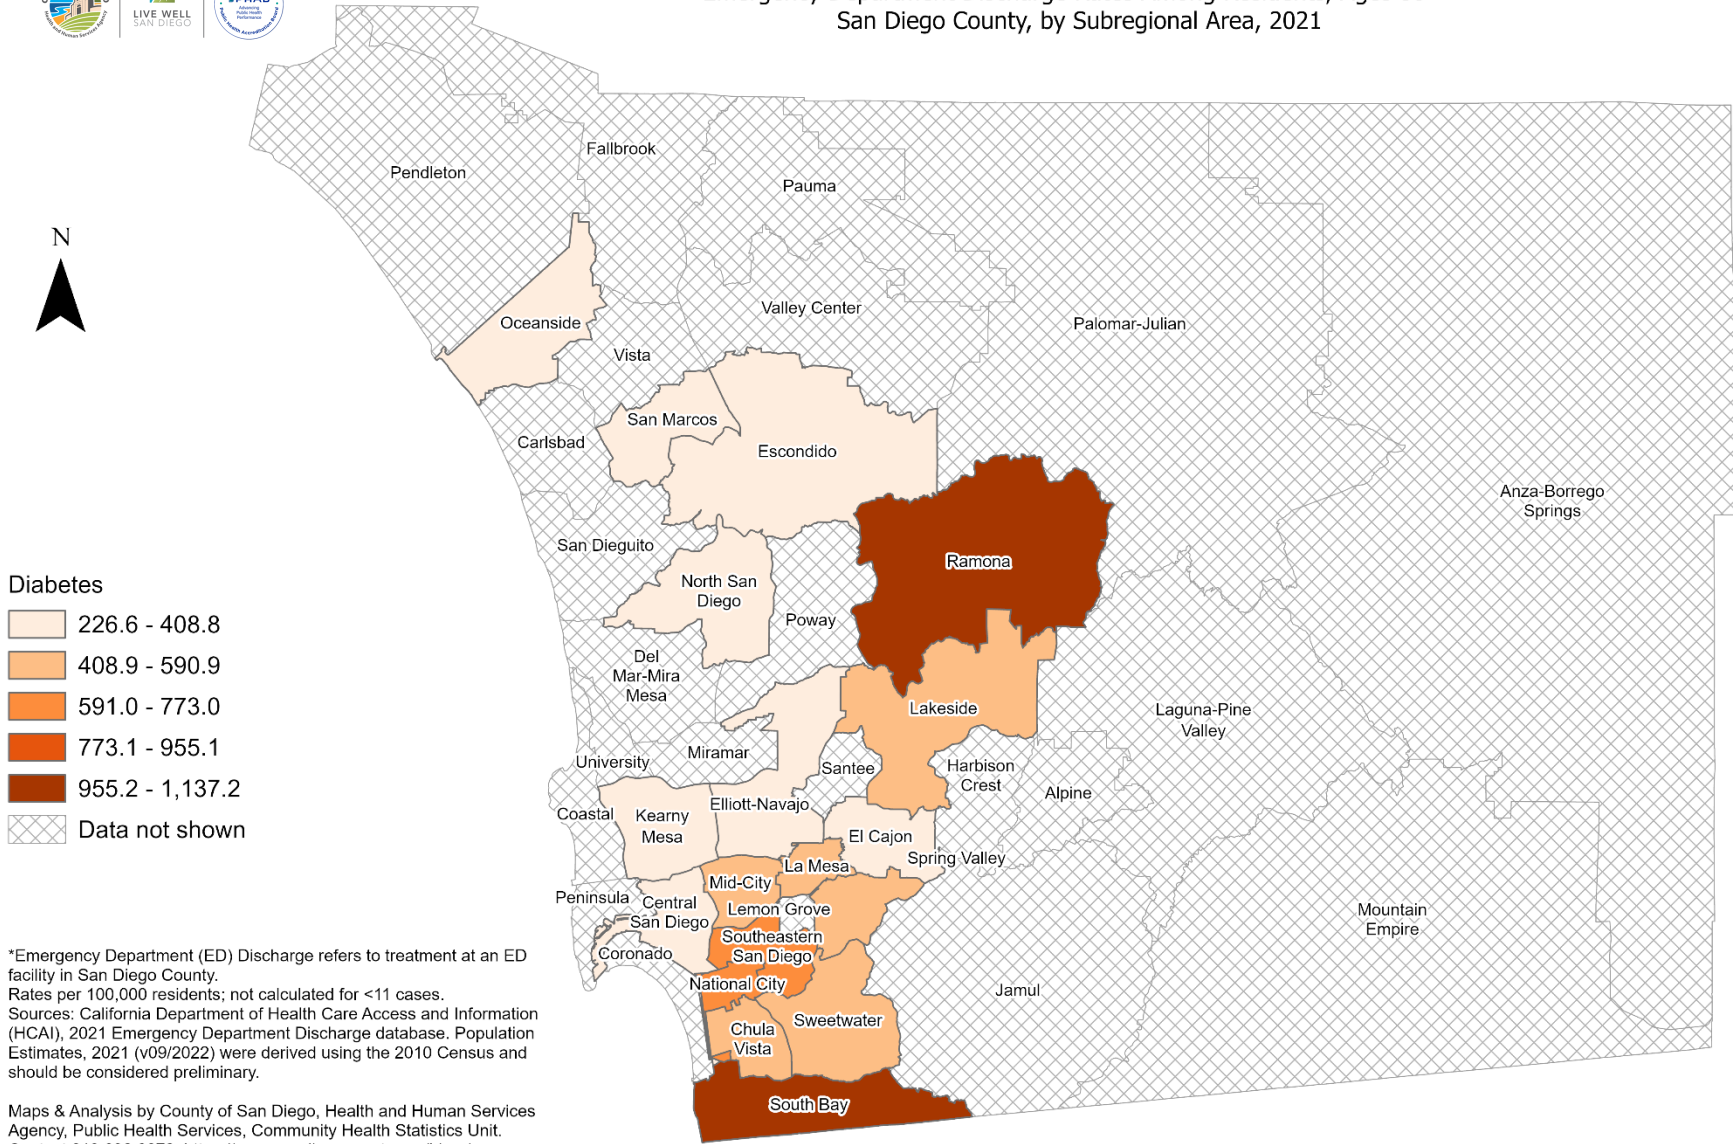 LIVE WELL
SAN DIEGO
Advancing
Public Health
Performance
San Diego County, by Subregional Area, 2021
Fallbrook
Pendleton
Pauma
N
Oceanside
Valley Center
Palomar-Julian
Vista
San Marcos
Carlsbad
Escondido
Anza-Borrego
Springs
San Dieguito
Ramona
North San
Diego
Poway
Del
Mar-Mira
Mesa
Lakeside
Laguna-Pine
Valley
Miramar
University
Santee
Harbison
Crest
Alpine
Elliott-Navajo
Coastal
Kearny
Mesa
El Cajon
Spring Valley
La Mesa
Mid-City
Peninsula
Central
San Diego
Lemon Grove
Mountain
Empire
Southeastern
San Diego
Coronado
National City
Jamul
Sweetwater
Chula
Vista
South Bay
Diabetes
226.6 - 408.8
408.9 - 590.9
591.0 - 773.0
773.1 - 955.1
955.2 - 1,137.2
Data not shown
*Emergency Department (ED) Discharge refers to treatment at an ED
facility in San Diego County.
Rates per 100,000 residents; not calculated for <11 cases.
Sources: California Department of Health Care Access and Information
(HCAI), 2021 Emergency Department Discharge database. Population
Estimates, 2021 (v09/2022) were derived using the 2010 Census and
should be considered preliminary.
Maps & Analysis by County of San Diego, Health and Human Services
Agency, Public Health Services, Community Health Statistics Unit.